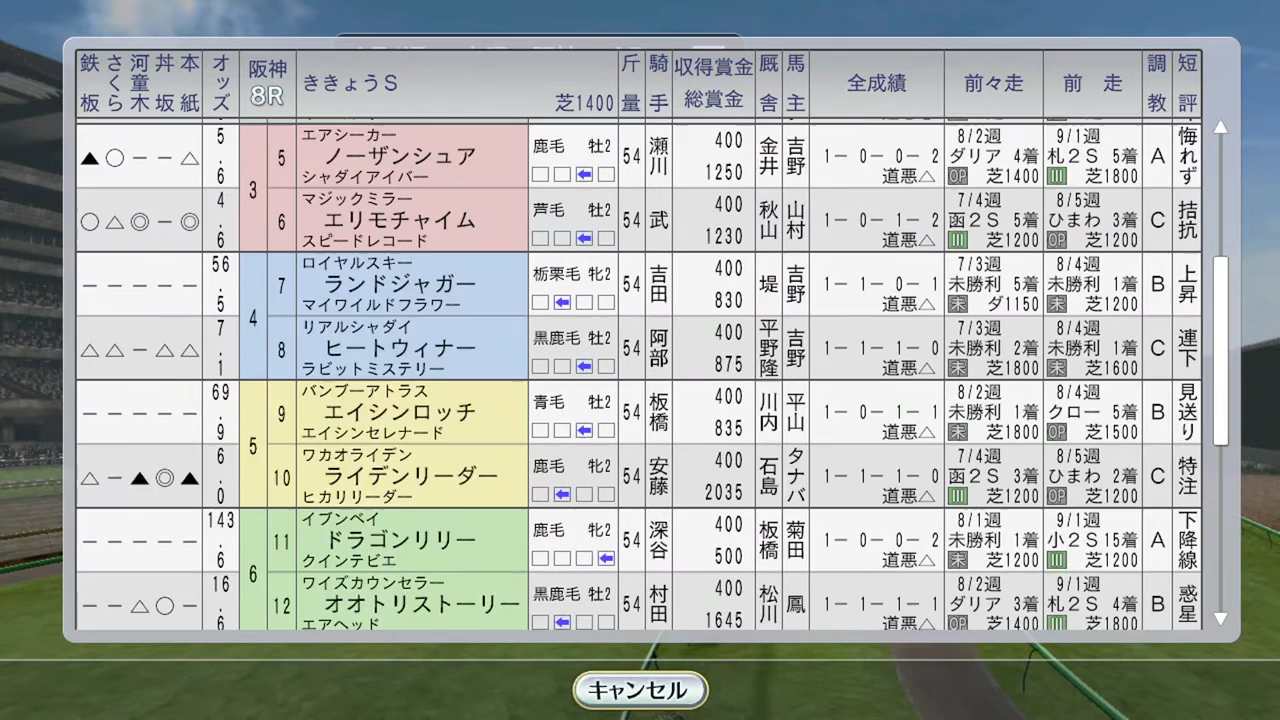 鉄板 さくら 河童木 丼坂 本紙 オッズ 阪神 8R ききょうS 芝1400 斤量 騎手 収得賞金 総賞金 厩舎 馬主 全成績 前々走 前 走 調教 短評
▲○－－△ 5.6 3 5 エアシーカー ノーザンシュア シャダイアイバー 鹿毛 牡2 54 瀬川 400 1250 金井 吉野 1－0－0－2 道悪△ 8/2週 ダリア 4着 OP 芝1400 9/1週 札2S 5着 III 芝1800 A 悔れず
○△◎－◎ 4.6 6 マジックミラー エリモチャイム スピードレコード 芦毛 牡2 54 武 400 1230 秋山 山村 1－0－1－2 道悪△ 7/4週 函2S 5着 III 芝1200 8/5週 ひまわ 3着 OP 芝1200 C 拮抗
－－－－－ 56.5 4 7 ロイヤルスキー ランドジャガー マイワイルドフラワー 栃栗毛 牝2 54 吉田 400 830 堤 吉野 1－1－0－1 道悪△ 7/3週 未勝利 5着 未 ダ1150 8/4週 未勝利 1着 未 芝1200 B 上昇
△△－△△ 7.1 8 リアルシャダイ ヒートウィナー ラビットミステリー 黒鹿毛 牡2 54 阿部 400 875 平野隆 吉野 1－1－1－0 道悪△ 7/3週 未勝利 2着 未 芝1800 8/4週 未勝利 1着 未 芝1600 C 連下
－－－－－ 69.9 5 9 バンブーアトラス エイシンロッチ エイシンセレナード 青毛 牡2 54 板橋 400 835 川内 平山 1－0－1－1 道悪△ 8/2週 未勝利 1着 未 芝1800 8/4週 クロー 5着 OP 芝1500 B 見送り
△－▲◎▲ 6.0 10 ワカオライデン ライデンリーダー ヒカリリーダー 鹿毛 牝2 54 安藤 400 2035 石島 タナバ 1－1－1－0 道悪△ 7/4週 函2S 3着 III 芝1200 8/5週 ひまわ 2着 OP 芝1200 C 特注
－－－－－ 143.6 6 11 イブンベイ ドラゴンリリー クインテビエ 鹿毛 牝2 54 深谷 400 500 板橋 菊田 1－0－0－2 道悪△ 8/1週 未勝利 1着 未 芝1200 9/1週 小2S 15着 III 芝1200 A 下降線
－－△○－ 16.6 12 ワイズカウンセラー オオトリストーリー エアヘッド 黒鹿毛 牡2 54 村田 400 1645 松川 鳳 1－1－1－1 道悪△ 8/2週 ダリア 3着 OP 芝1400 9/1週 札2S 4着 III 芝1800 B 惑星
キャンセル